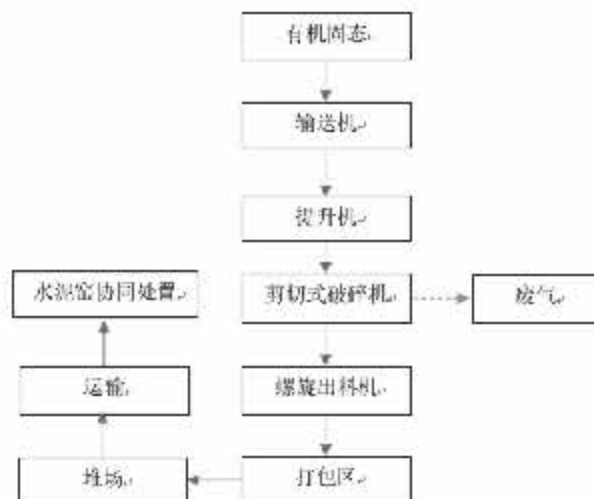 有机固态
输送机
提升机
水泥窑协同处置
剪切式破碎机
废气
运输
螺旋出料机
堆场
打包区